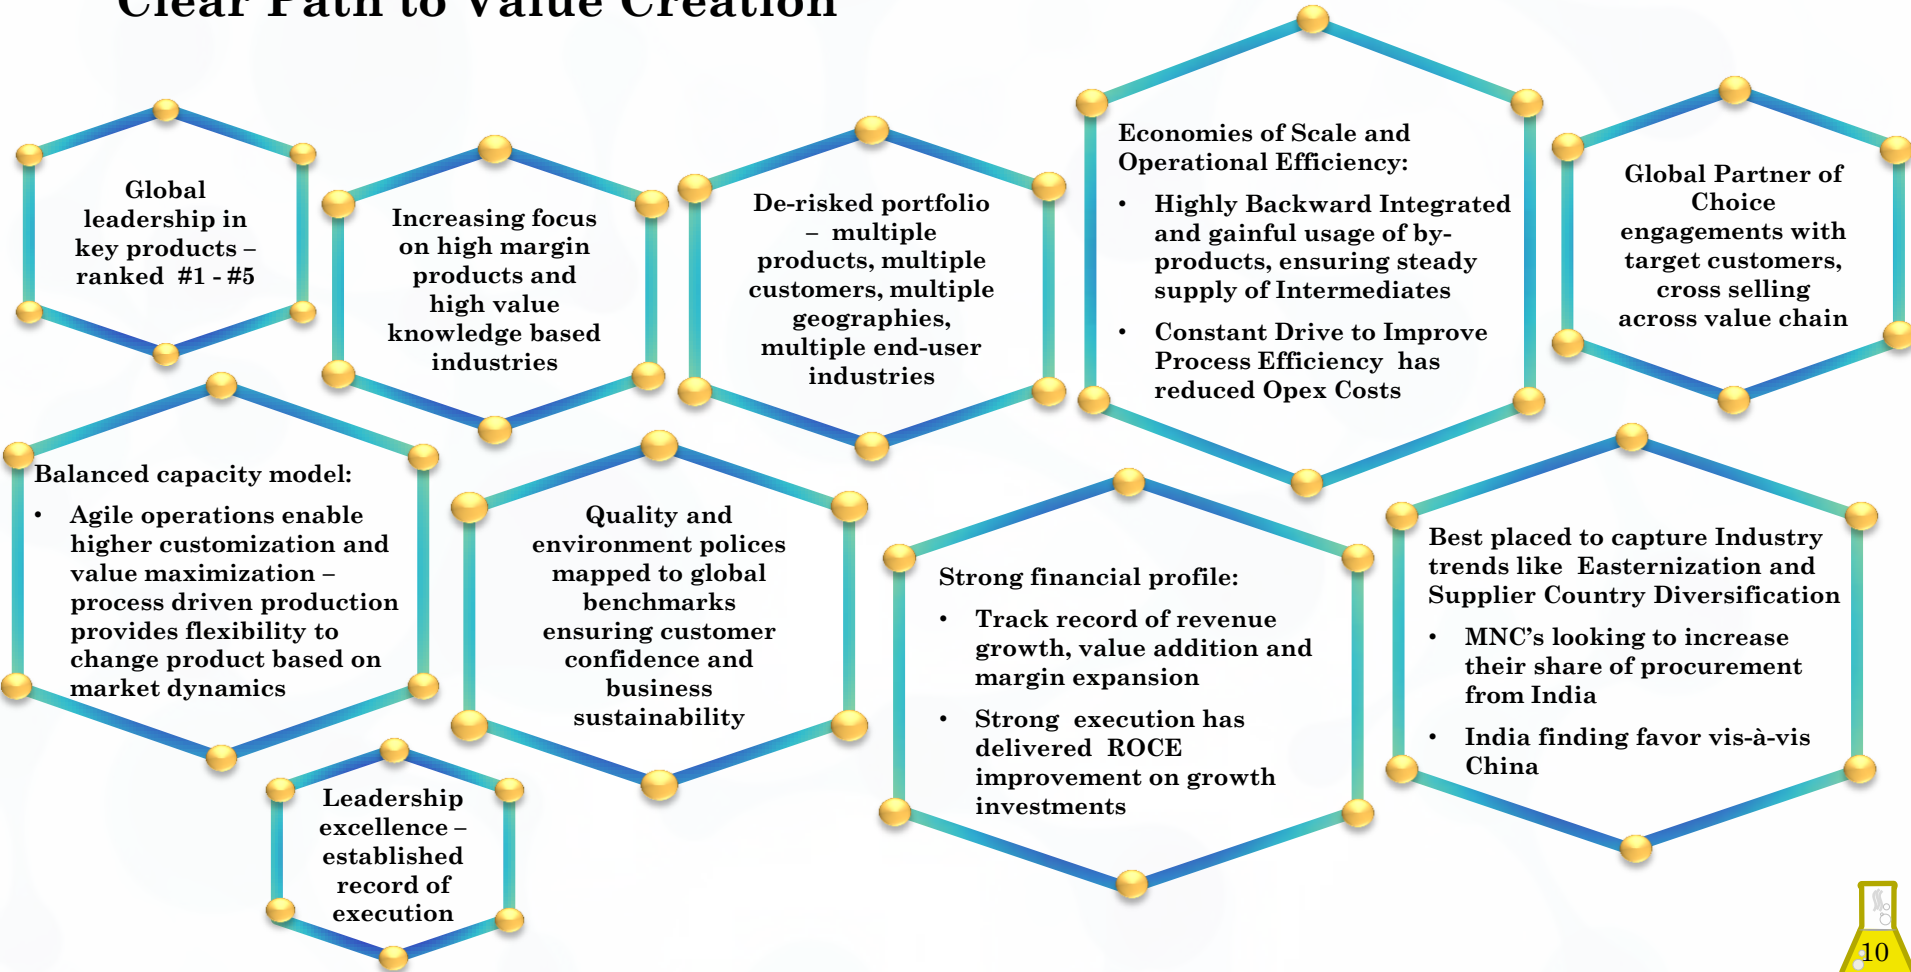 Clear Path to Value Creation
Global
leadership in
key products –
ranked #1 - #5
Increasing focus
on high margin
products and
high value
knowledge based
industries
De-risked portfolio
– multiple
products, multiple
customers, multiple
geographies,
multiple end-user
industries
Economies of Scale and
Operational Efficiency:
• Highly Backward Integrated
and gainful usage of by-
products, ensuring steady
supply of Intermediates
• Constant Drive to Improve
Process Efficiency has
reduced Opex Costs
Global Partner of
Choice
engagements with
target customers,
cross selling
across value chain
Balanced capacity model:
• Agile operations enable
higher customization and
value maximization –
process driven production
provides flexibility to
change product based on
market dynamics
Quality and
environment polices
mapped to global
benchmarks
ensuring customer
confidence and
business
sustainability
Strong financial profile:
• Track record of revenue
growth, value addition and
margin expansion
• Strong execution has
delivered ROCE
improvement on growth
investments
Best placed to capture Industry
trends like Easternization and
Supplier Country Diversification
• MNC’s looking to increase
their share of procurement
from India
• India finding favor vis-à-vis
China
Leadership
excellence –
established
record of
execution
10